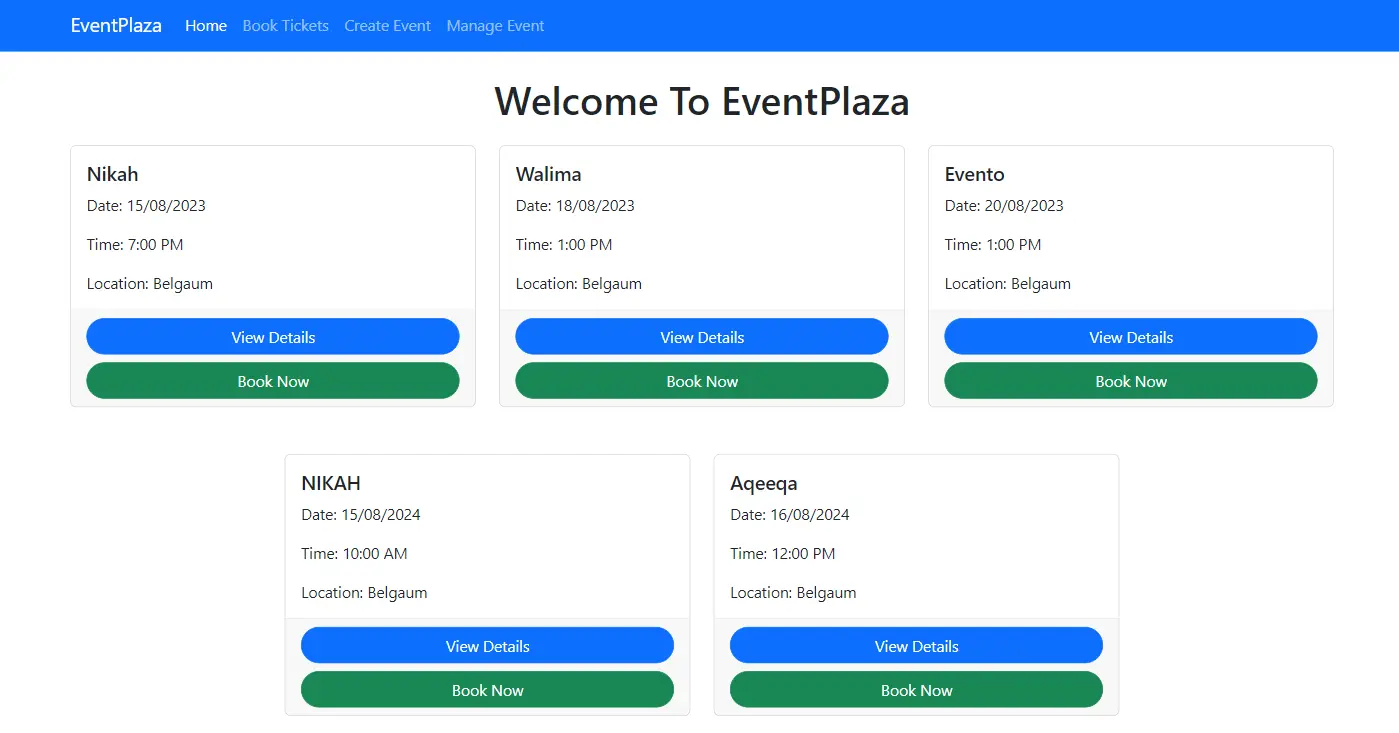 EventPlaza Home Book Tickets Create Event Manage Event
Welcome To EventPlaza
Nikah
Date: 15/08/2023
Time: 7:00 PM
Location: Belgaum
View Details
Book Now
Walima
Date: 18/08/2023
Time: 1:00 PM
Location: Belgaum
View Details
Book Now
Evento
Date: 20/08/2023
Time: 1:00 PM
Location: Belgaum
View Details
Book Now
NIKAH
Date: 15/08/2024
Time: 10:00 AM
Location: Belgaum
View Details
Book Now
Aqeeqa
Date: 16/08/2024
Time: 12:00 PM
Location: Belgaum
View Details
Book Now